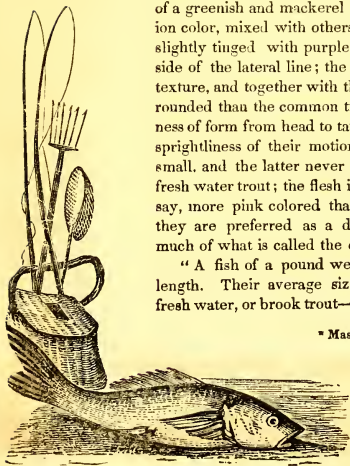 of a greenish and mackerel
ion color, mixed with others
slightly tinged with purple
side of the lateral line; the
texture, and together with t
rounded than the common t
ness of form from head to ta
sprightliness of their motion
small, and the latter never
fresh water trout; the flesh i
say, more pink colored tha
they are preferred as a d
much of what is called the
" A fish of a pound we
length. Their average siz
fresh water, or brook trout—
* Mas